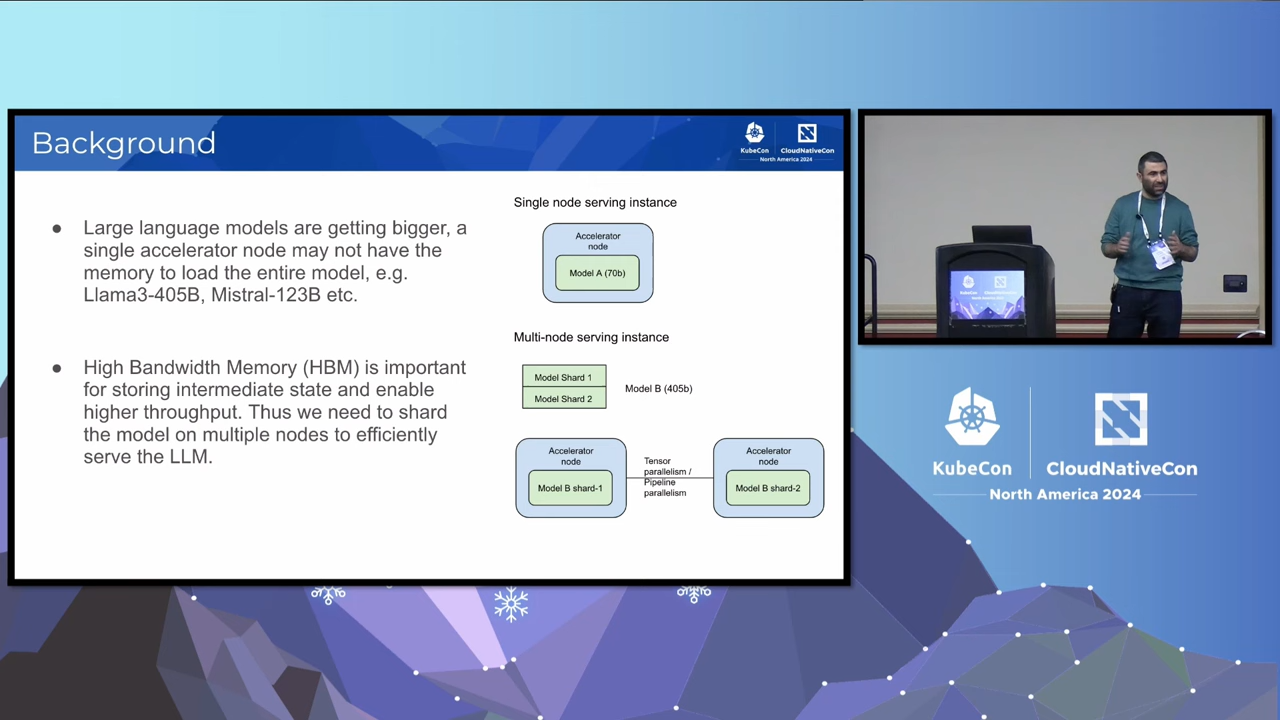 Background
KubeCon
CloudNativeCon
North America 2024
● Large language models are getting bigger, a
single accelerator node may not have the
memory to load the entire model, e.g.
Llama3-405B, Mistral-123B etc.
● High Bandwidth Memory (HBM) is important
for storing intermediate state and enable
higher throughput. Thus we need to shard
the model on multiple nodes to efficiently
serve the LLM.
Single node serving instance
Accelerator
node
Model A (70b)
Multi-node serving instance
Model Shard 1
Model Shard 2
Model B (405b)
Accelerator
node
Model B shard-1
Tensor
parallelism /
Pipeline
parallelism
Accelerator
node
Model B shard-2
KubeCon
CloudNativeCon
North America 2024